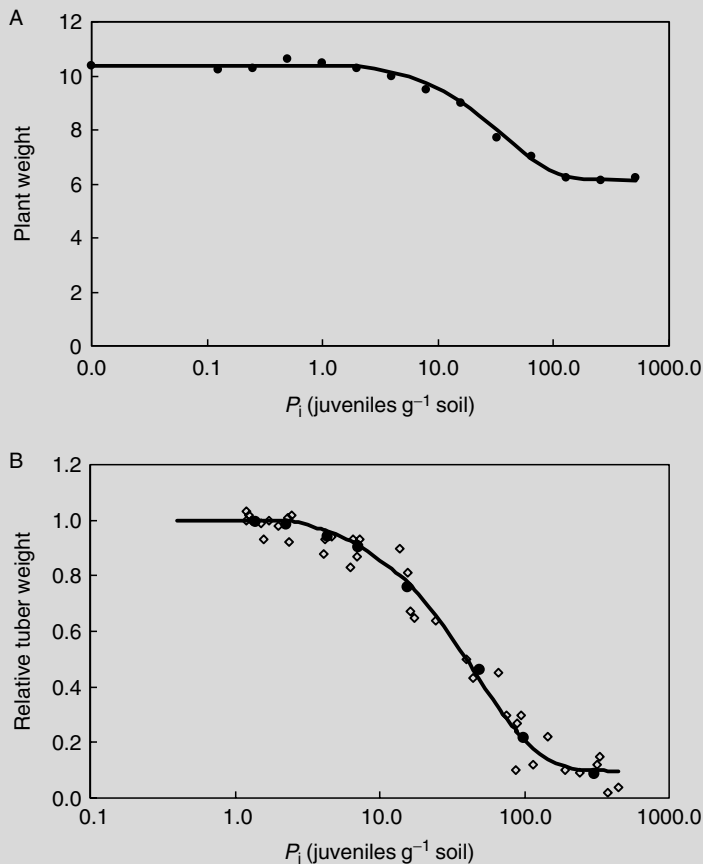 A
12
10
8
6
4
2
0
Plant weight
0.0 0.1 1.0 10.0 100.0 1000.0
Pi (juveniles g−1 soil)
B
1.2
1.0
0.8
0.6
0.4
0.2
0.0
Relative tuber weight
0.1 1.0 10.0 100.0 1000.0
Pi (juveniles g−1 soil)